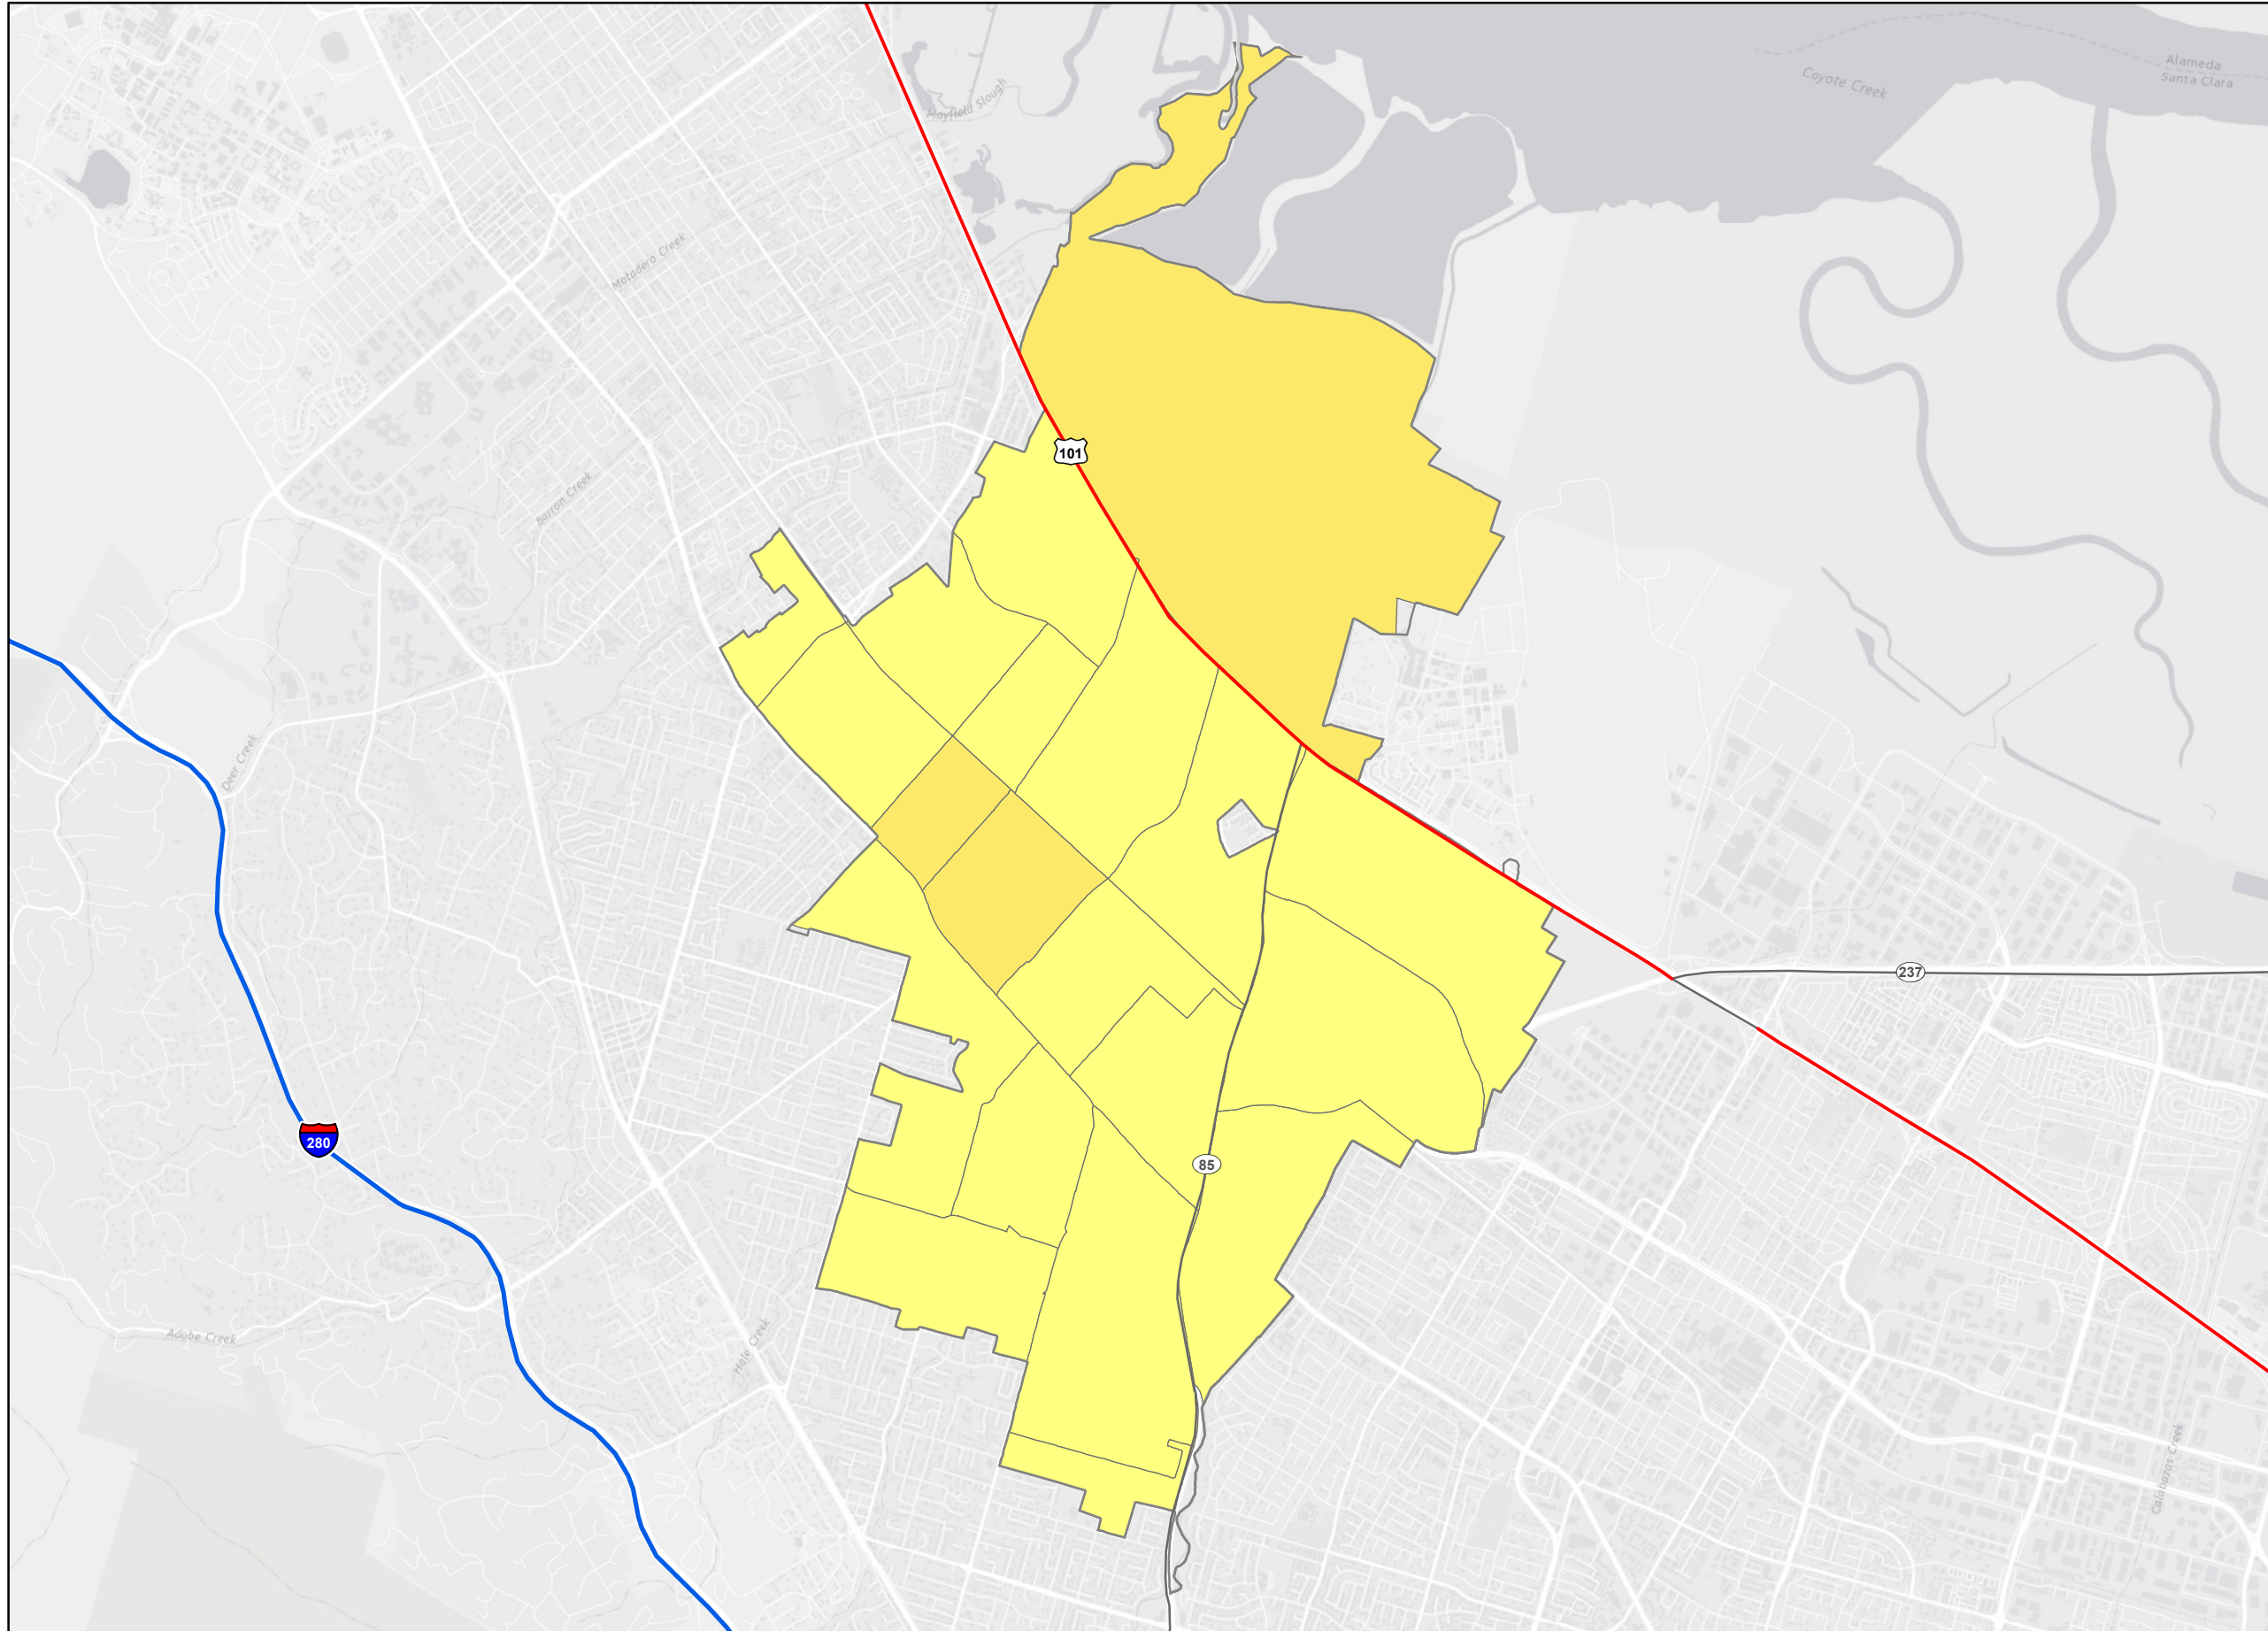 Alameda
Santa Clara
Coyote Creek
Mayfield Slough
Matadero Creek
101
Barron Creek
Deer Creek
237
280
85
Adobe Creek
Hale Creek
Calabazas Creek